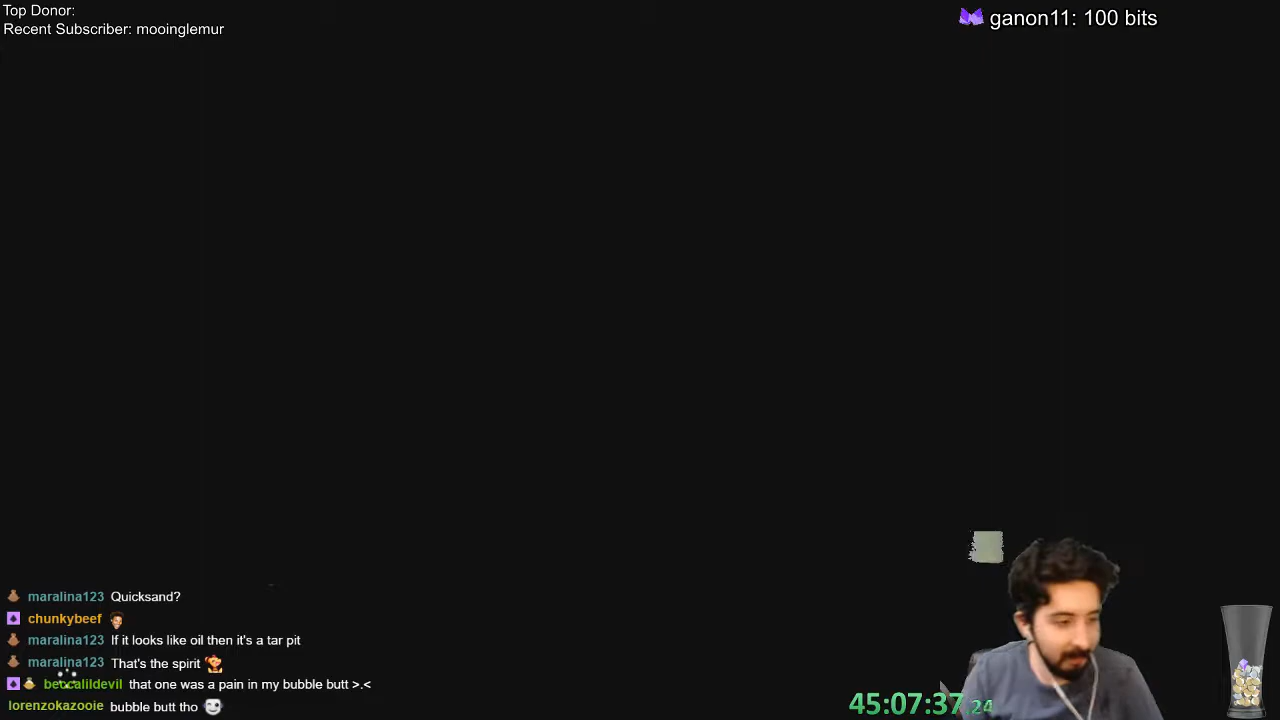 Top Donor:
Recent Subscriber: mooinglemur
ganon11: 100 bits
maralina123 Quicksand?
chunkybeef
maralina123 If it looks like oil then it's a tar pit
maralina123 That's the spirit
beccalildevil that one was a pain in my bubble butt >.<
lorenzokazooie bubble butt tho
45:07:37.24